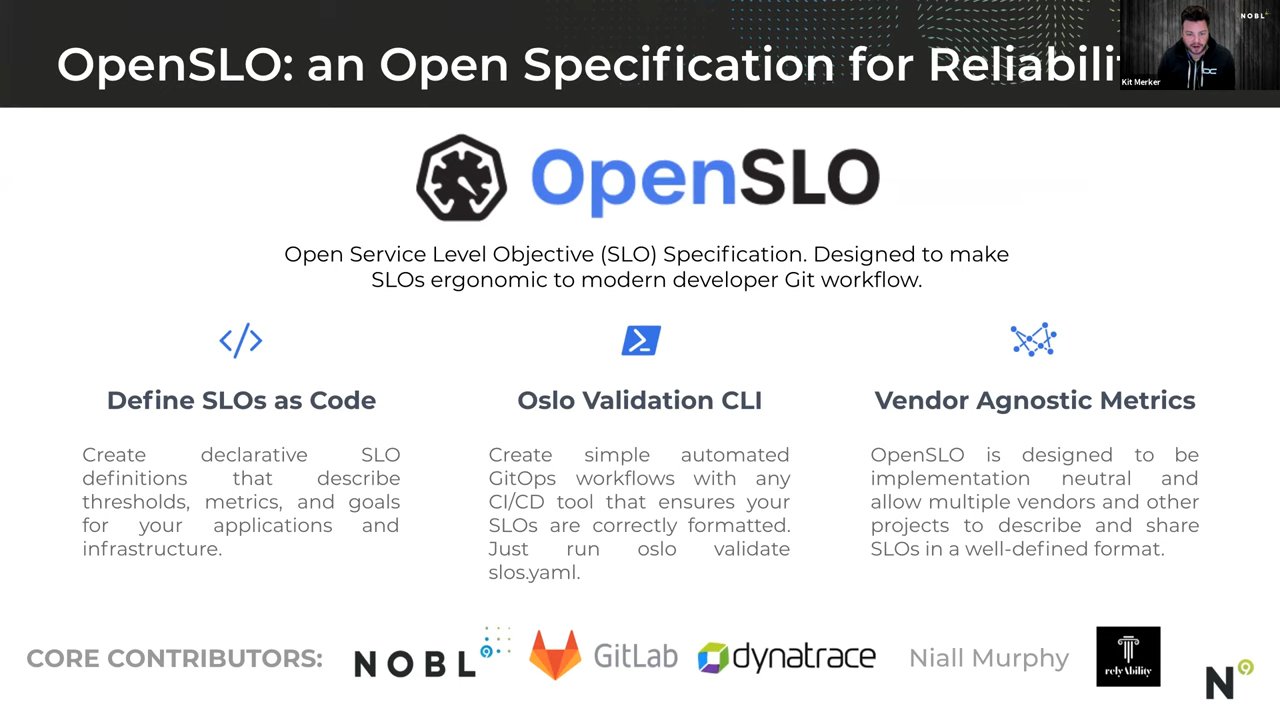 OpenSLO: an Open Specification for Reliabili
NOBL
Kit Merker
OpenSLO
Open Service Level Objective (SLO) Specification. Designed to make
SLOs ergonomic to modern developer Git workflow.
Define SLOs as Code
Create declarative SLO
definitions that describe
thresholds, metrics, and goals
for your applications and
infrastructure.
Oslo Validation CLI
Create simple automated
GitOps workflows with any
CI/CD tool that ensures your
SLOs are correctly formatted.
Just run oslo validate
slos.yaml.
Vendor Agnostic Metrics
OpenSLO is designed to be
implementation neutral and
allow multiple vendors and other
projects to describe and share
SLOs in a well-defined format.
CORE CONTRIBUTORS:
NOBL9
GitLab
dynatrace
Niall Murphy
relyAbility
N9